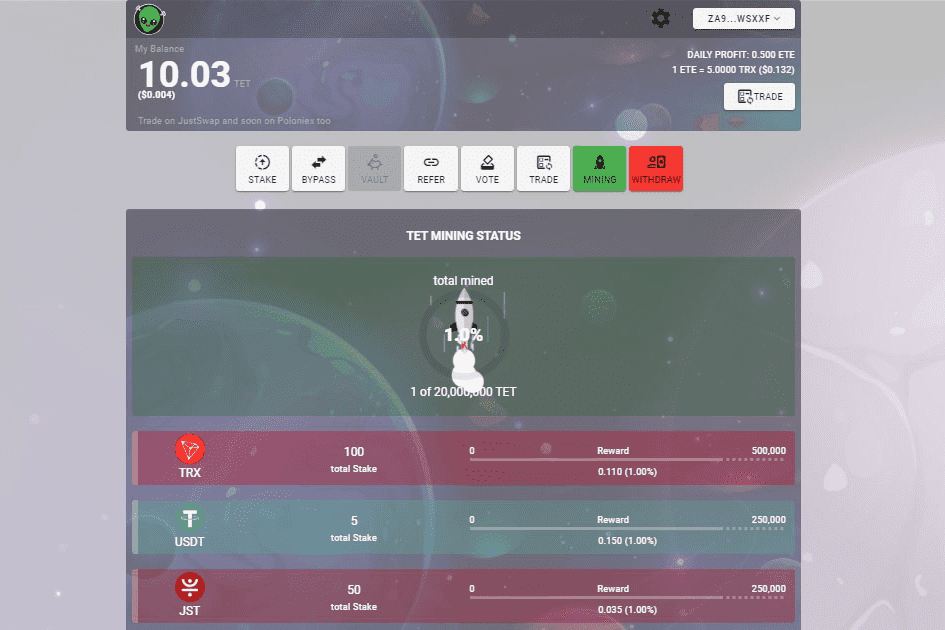 ZA9...WSXXF
My Balance
10.03 TET
($0.004)
DAILY PROFIT: 0.500 ETE
1 ETE = 5.0000 TRX ($0.132)
TRADE
Trade on JustSwap and soon on Polonies too
STAKE
BYPASS
VAULT
REFER
VOTE
TRADE
MINING
WITHDRAW
TET MINING STATUS
total mined
1.0%
1 of 20,000,000 TET
TRX
100
total Stake
0 Reward 500,000
0.110 (1.00%)
USDT
5
total Stake
0 Reward 250,000
0.150 (1.00%)
JST
50
total Stake
0 Reward 250,000
0.035 (1.00%)